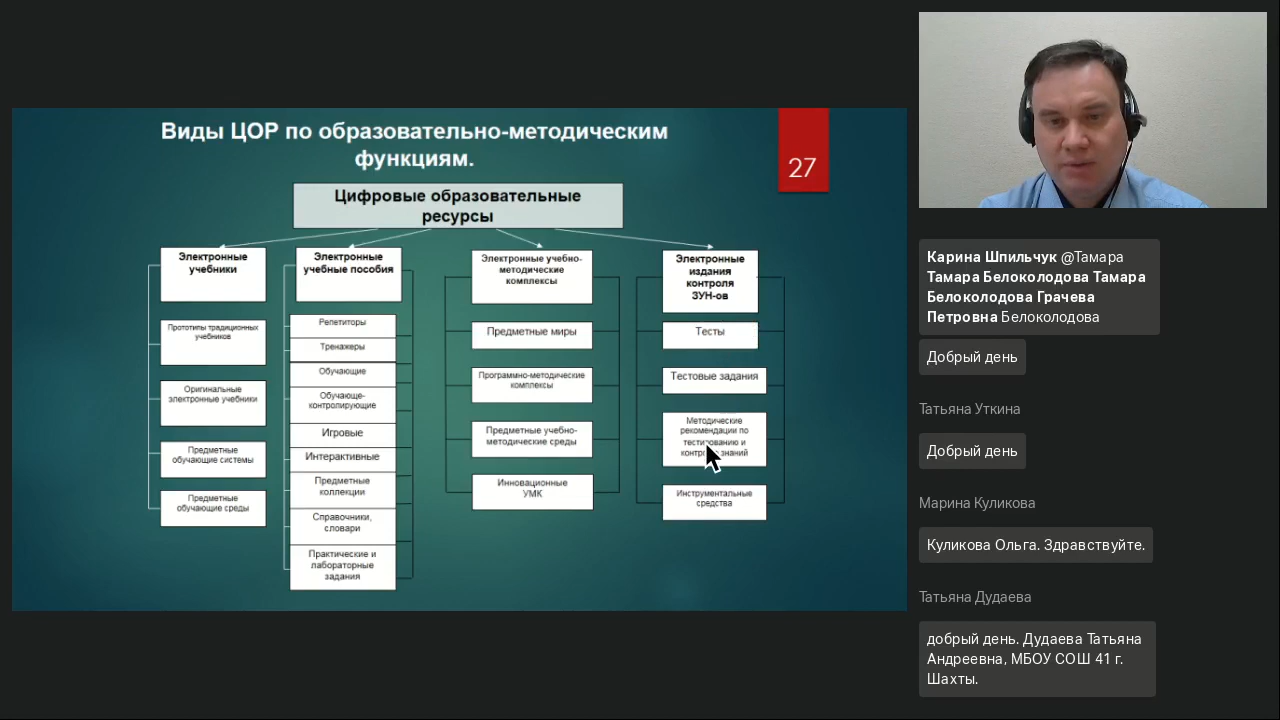 Виды ЦОР по образовательно-методическим
функциям.
27
Цифровые образовательные
ресурсы
Электронные
учебники
Прототипы традиционных
учебников
Оригинальные
электронные учебники
Предметные
обучающие системы
Предметные
обучающие среды
Электронные
учебные пособия
Репетиторы
Тренажеры
Обучающие
Обучающе-
контролирующие
Игровые
Интерактивные
Предметные
коллекции
Справочники,
словари
Практические и
лабораторные
задания
Электронные учебно-
методические
комплексы
Предметные миры
Программно-методические
комплексы
Предметные учебно-
методические среды
Инновационные
УМК
Электронные
издания
контроля
ЗУН-ов
Тесты
Тестовые задания
Методические
рекомендации по
тестированию и
контролю знаний
Инструментальные
средства
Карина Шпильчук @Тамара
Тамара Белоколодова Тамара
Белоколодова Грачева
Петровна Белоколодова
Добрый день
Татьяна Уткина
Добрый день
Марина Куликова
Куликова Ольга. Здравствуйте.
Татьяна Дудаева
добрый день. Дудаева Татьяна
Андреевна, МБОУ СОШ 41 г.
Шахты.